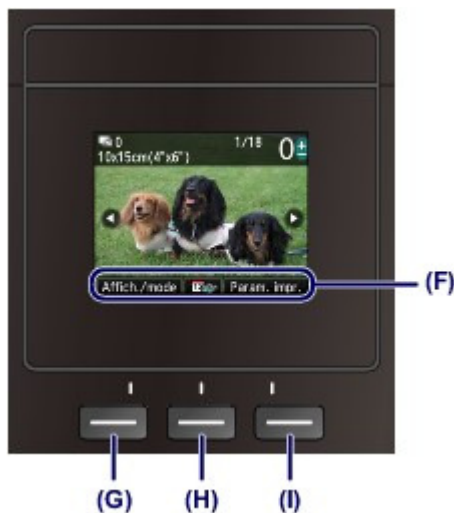 0 1/18 0±
10x15cm(4"x6")
Affich./mode Param. impr.
(F)
(G) (H) (I)